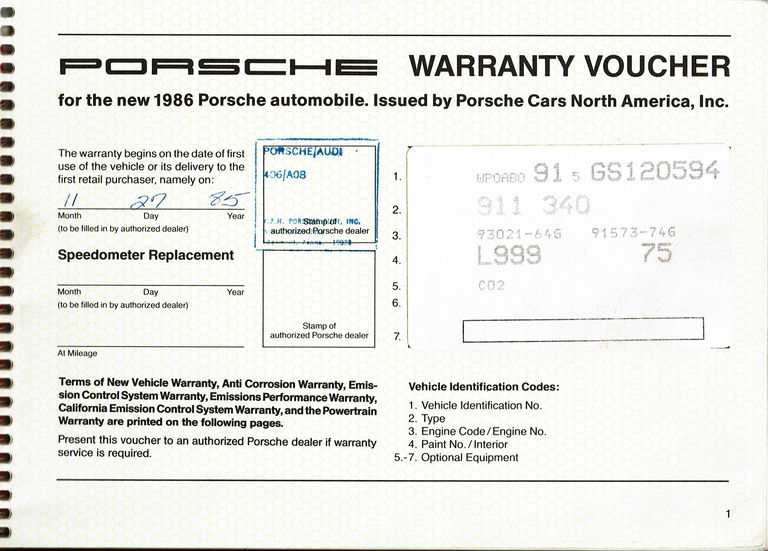 PORSCHE WARRANTY VOUCHER
for the new 1986 Porsche automobile. Issued by Porsche Cars North America, Inc.
The warranty begins on the date of first
use of the vehicle or its delivery to the
first retail purchaser, namely on:
11 27 85
Month Day Year
(to be filled in by authorized dealer)
PORSCHE/AUDI
406/A08
INC.
Stamp of
authorized Porsche dealer
Speedometer Replacement
Month Day Year
(to be filled in by authorized dealer)
At Mileage
Stamp of
authorized Porsche dealer
1. WP0AB0 91 5 GS120594
2. 911 340
3. 93021-64G 91573-74G
4. L999 75
5. C02
6.
7.
Terms of New Vehicle Warranty, Anti Corrosion Warranty, Emis-
sion Control System Warranty, Emissions Performance Warranty,
California Emission Control System Warranty, and the Powertrain
Warranty are printed on the following pages.
Present this voucher to an authorized Porsche dealer if warranty
service is required.
Vehicle Identification Codes:
1. Vehicle Identification No.
2. Type
3. Engine Code/Engine No.
4. Paint No./Interior
5.-7. Optional Equipment
1